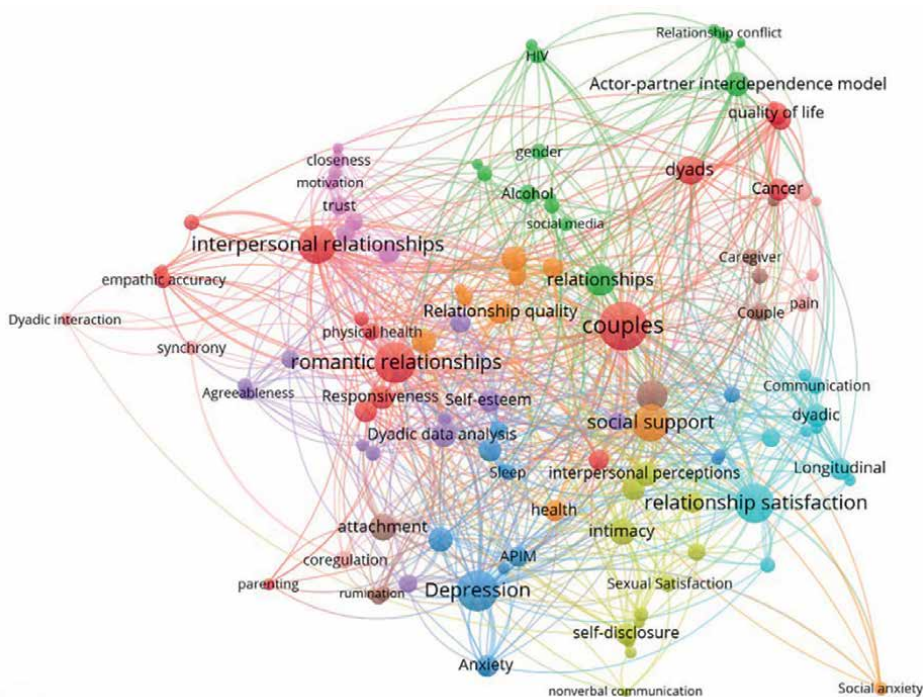 Relationship conflict
HIV
Actor-partner interdependence model
quality of life
gender
closeness
dyads
motivation
Alcohol
Cancer
trust
social media
interpersonal relationships
Caregiver
empathic accuracy
relationships
Relationship quality
pain
Couple
Dyadic interaction
physical health
couples
synchrony
romantic relationships
Communication
Agreeableness
Responsiveness
Self-esteem
dyadic
social support
Dyadic data analysis
Longitudinal
Sleep
interpersonal perceptions
relationship satisfaction
health
attachment
intimacy
APIM
coregulation
parenting
Sexual Satisfaction
Depression
rumination
self-disclosure
Anxiety
Social anxiety
nonverbal communication